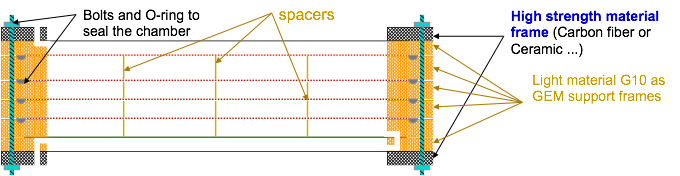 Bolts and O-ring to
seal the chamber
spacers
High strength material
frame (Carbon fiber or
Ceramic ...)
Light material G10 as
GEM support frames